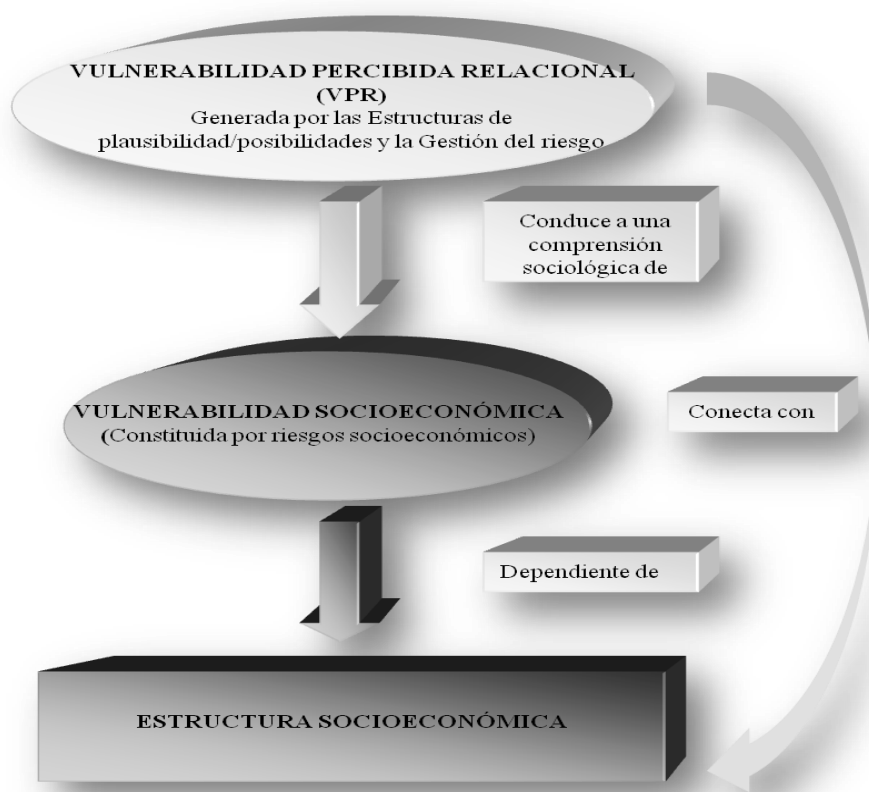 VULNERABILIDAD PERCIBIDA RELACIONAL
(VPR)
Generada por las Estructuras de
plausibilidad/posibilidades y la Gestión del riesgo
Conduce a una
comprensión
sociológica de
VULNERABILIDAD SOCIOECONÓMICA
(Constituida por riesgos socioeconómicos)
Conecta con
Dependiente de
ESTRUCTURA SOCIOECONÓMICA